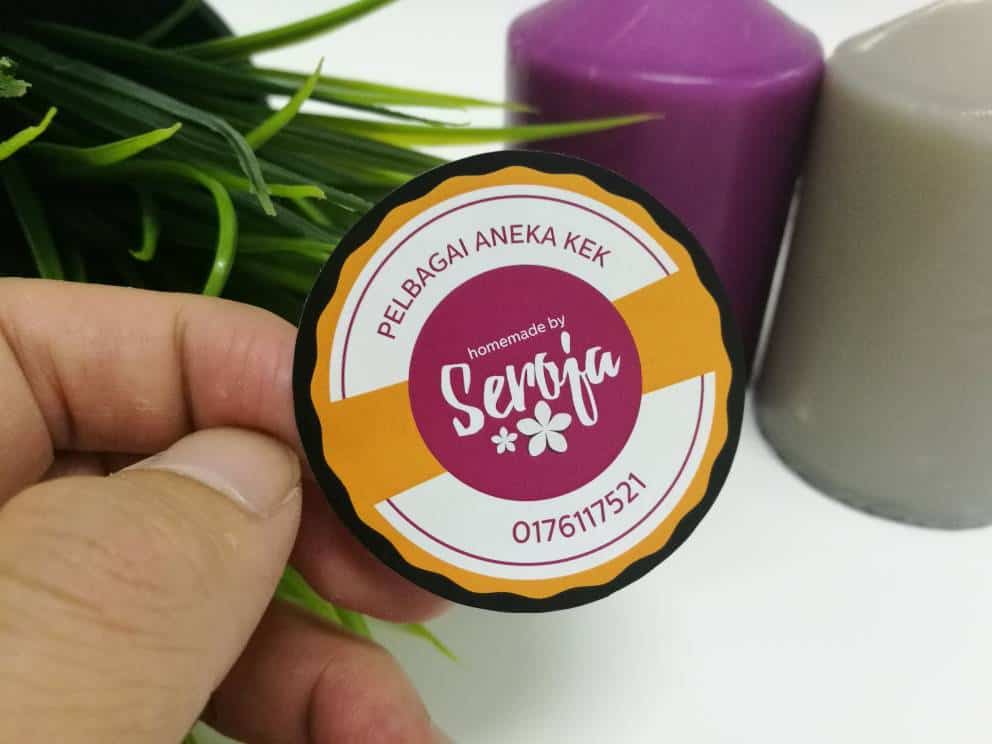 PELBAGAI ANEKA KEK
homemade by
Seroja
0176117521